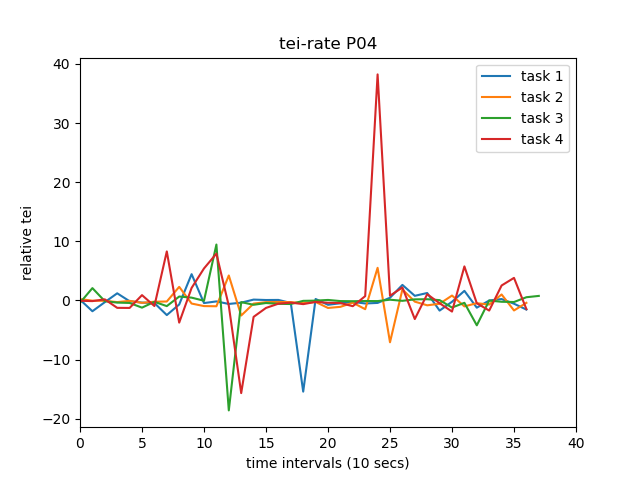 tei-rate P04
relative tei
40
30
20
10
0
−10
−20
0 5 10 15 20 25 30 35 40
time intervals (10 secs)
task 1
task 2
task 3
task 4